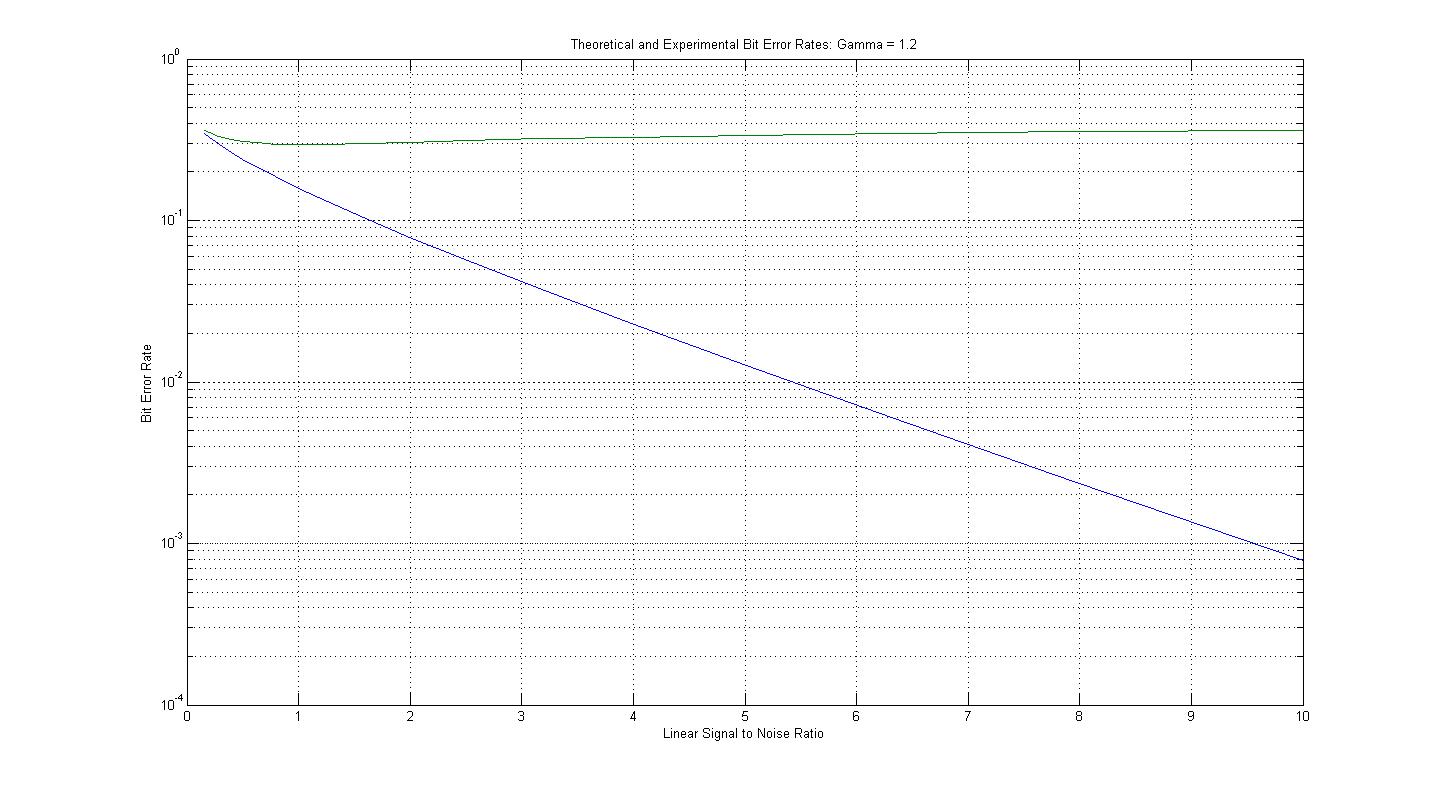 Theoretical and Experimental Bit Error Rates: Gamma = 1.2
10^0
10^-1
10^-2
10^-3
10^-4
Bit Error Rate
0 1 2 3 4 5 6 7 8 9 10
Linear Signal to Noise Ratio